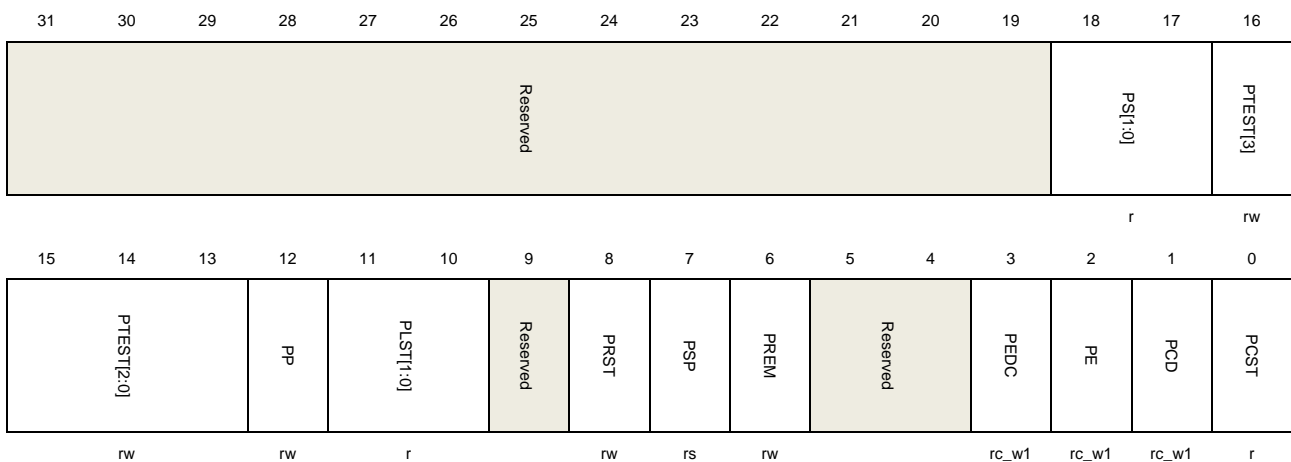 31 30 29 28 27 26 25 24 23 22 21 20 19 18 17 16
Reserved PS[1:0] PTEST[3]
r rw
15 14 13 12 11 10 9 8 7 6 5 4 3 2 1 0
PTEST[2:0] PP PLST[1:0] Reserved PRST PSP PREM Reserved PEDC PE PCD PCST
rw rw r rw rs rw rc_w1 rc_w1 rc_w1 r